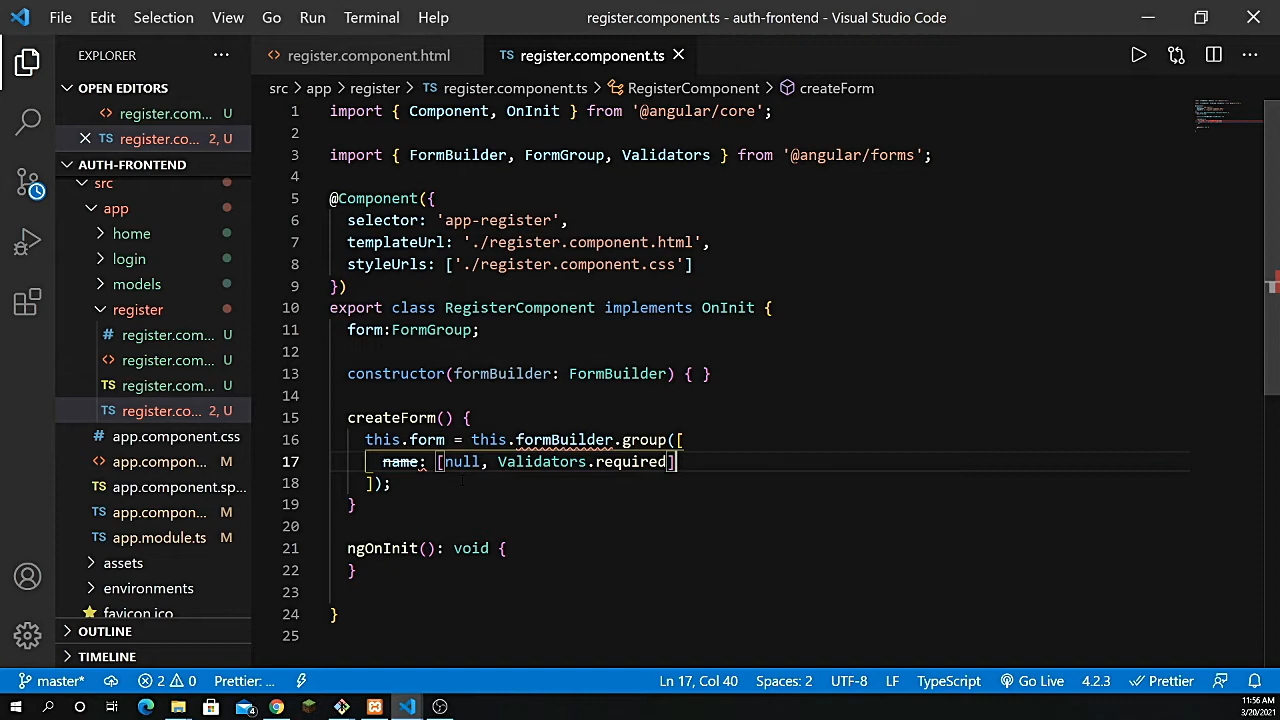 File Edit Selection View Go Run Terminal Help register.component.ts - auth-frontend - Visual Studio Code
EXPLORER
OPEN EDITORS
register.com... U
register.co... 2, U
AUTH-FRONTEND
src
app
home
login
models
register
register.com... U
register.com... U
register.com... U
register.co... 2, U
app.component.css
app.compon... M
app.component.sp...
app.compon... M
app.module.ts M
assets
environments
favicon.ico
OUTLINE
TIMELINE
register.component.html
register.component.ts
src > app > register > register.component.ts > RegisterComponent > createForm
1 import { Component, OnInit } from '@angular/core';
2
3 import { FormBuilder, FormGroup, Validators } from '@angular/forms';
4
5 @Component({
6 selector: 'app-register',
7 templateUrl: './register.component.html',
8 styleUrls: ['./register.component.css']
9 })
10 export class RegisterComponent implements OnInit {
11 form:FormGroup;
12
13 constructor(formBuilder: FormBuilder) { }
14
15 createForm() {
16 this.form = this.formBuilder.group([
17 name: [null, Validators.required]
18 ]);
19 }
20
21 ngOnInit(): void {
22 }
23
24 }
25
master* 2 0 Prettier: ... Ln 17, Col 40 Spaces: 2 UTF-8 LF TypeScript Go Live 4.2.3 Prettier
11:56 AM
3/20/2021